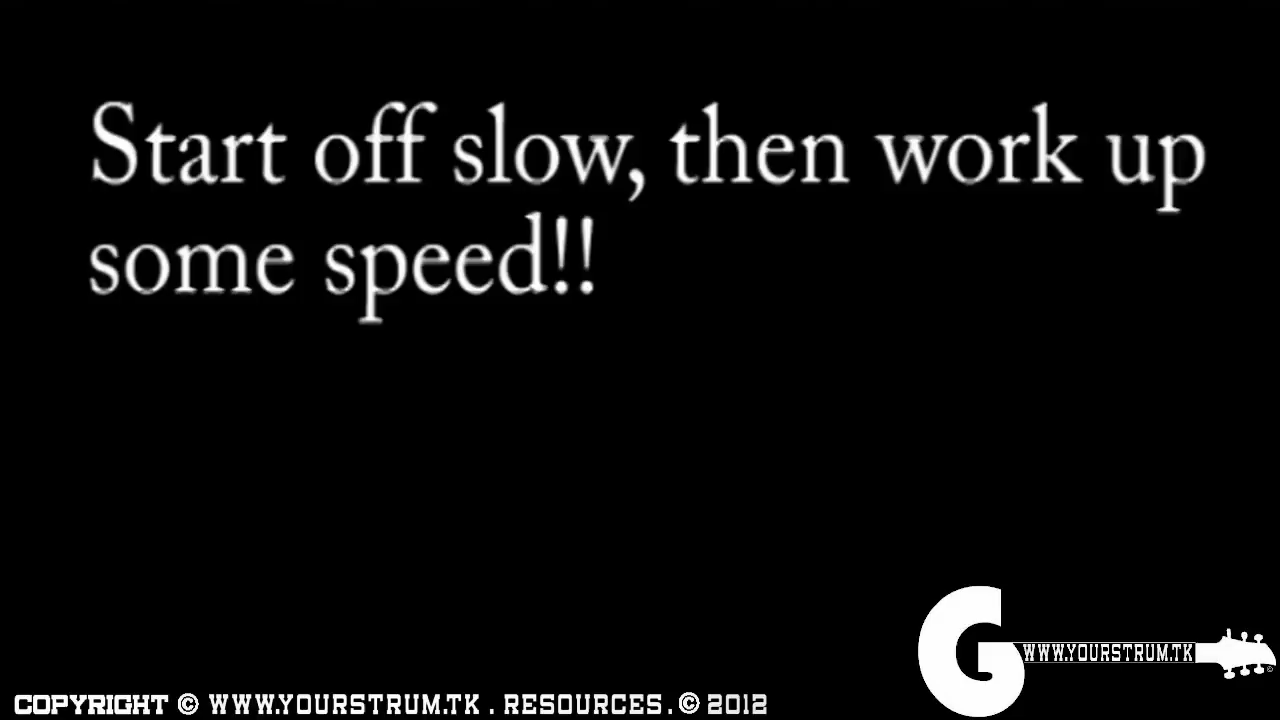 Start off slow, then work up
some speed!!
WWW.YOURSTRUM.TK
COPYRIGHT © WWW.YOURSTRUM.TK . RESOURCES . © 2012